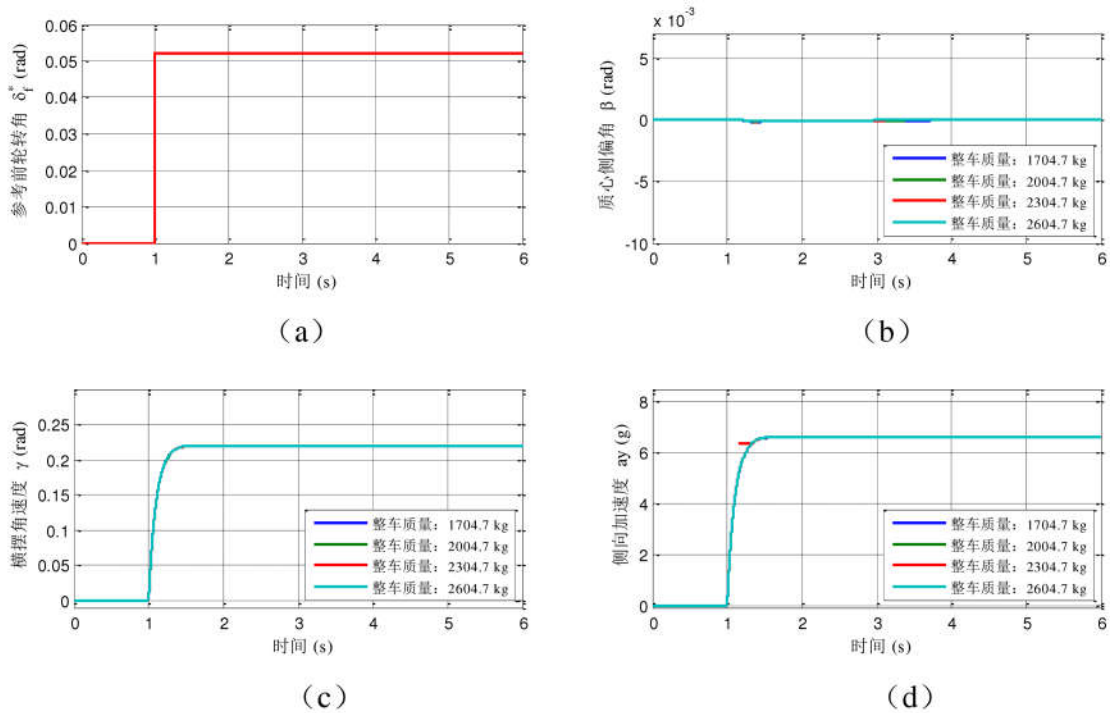 0.06
0.05
0.04
0.03
0.02
0.01
0
0 1 2 3 4 5 6
参考前轮转角 δf* (rad)
时间 (s)
(a)
x 10-3
5
0
-5
-10
0 1 2 3 4 5 6
质心侧偏角 β (rad)
整车质量：1704.7 kg
整车质量：2004.7 kg
整车质量：2304.7 kg
整车质量：2604.7 kg
时间 (s)
(b)
0.25
0.2
0.15
0.1
0.05
0
0 1 2 3 4 5 6
横摆角速度 γ (rad)
整车质量：1704.7 kg
整车质量：2004.7 kg
整车质量：2304.7 kg
整车质量：2604.7 kg
时间 (s)
(c)
8
6
4
2
0
0 1 2 3 4 5 6
侧向加速度 ay (g)
整车质量：1704.7 kg
整车质量：2004.7 kg
整车质量：2304.7 kg
整车质量：2604.7 kg
时间 (s)
(d)